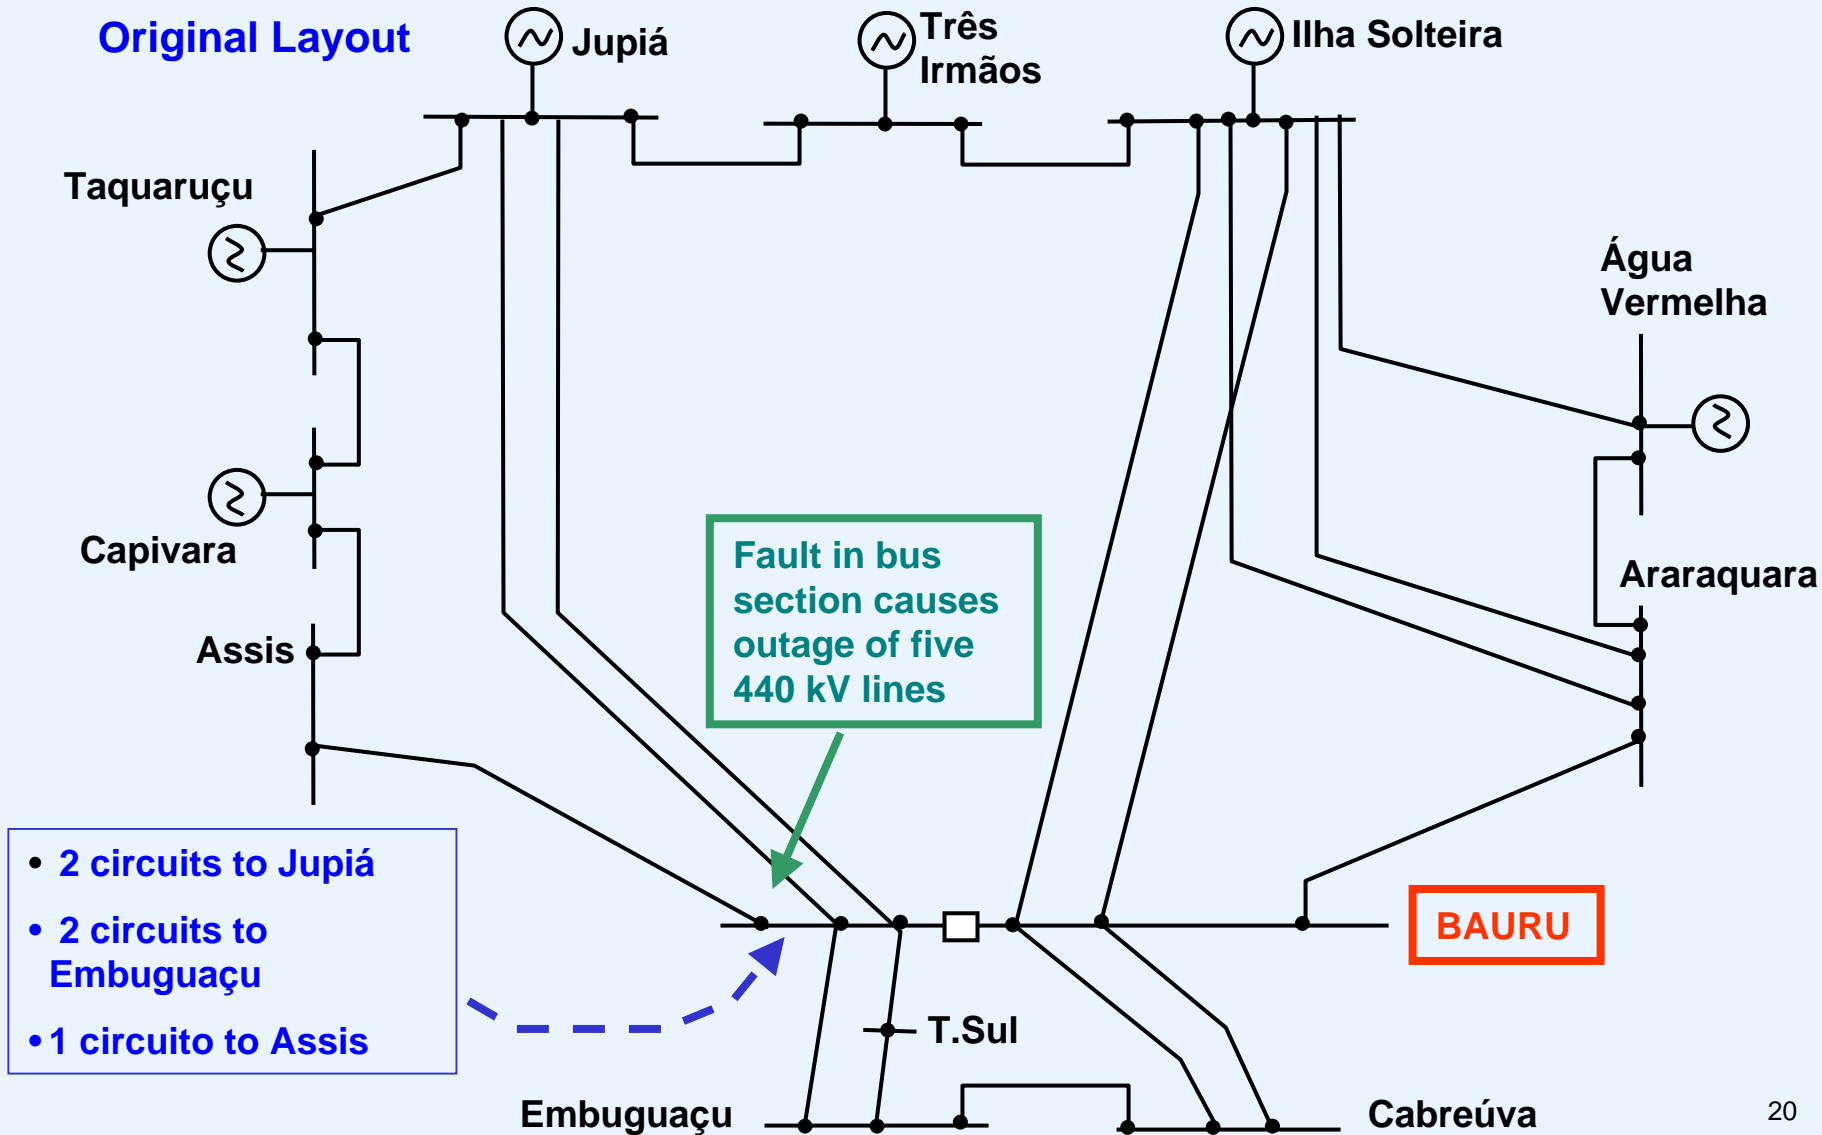 Original Layout
Jupiá
Três
Irmãos
Ilha Solteira
Taquaruçu
Água
Vermelha
Capivara
Fault in bus
section causes
outage of five
440 kV lines
Araraquara
Assis
• 2 circuits to Jupiá
• 2 circuits to
Embuguaçu
• 1 circuito to Assis
BAURU
T.Sul
Embuguaçu
Cabreúva
20